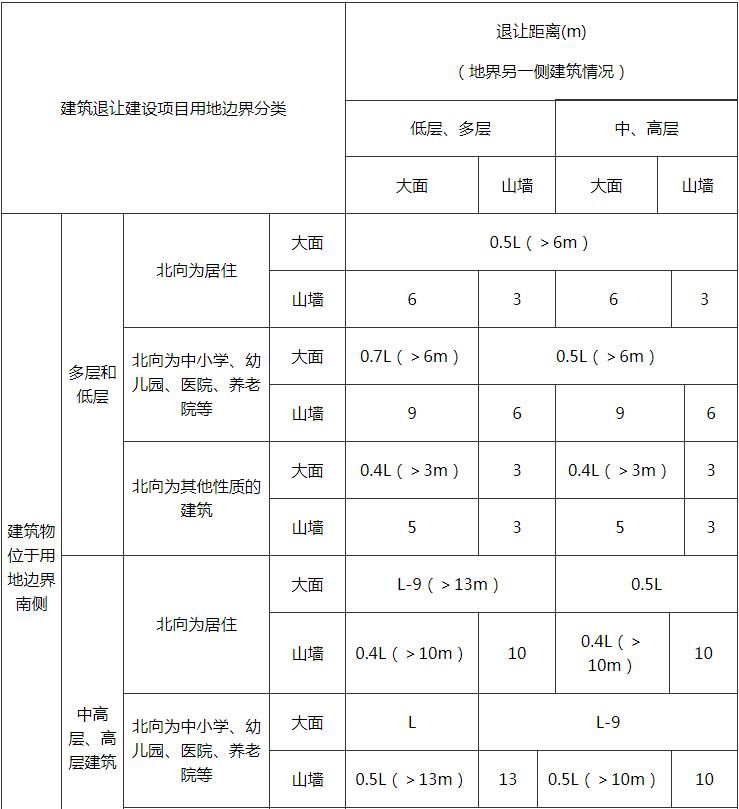 退让距离(m)
（地界另一侧建筑情况）
建筑退让建设项目用地边界分类
低层、多层
中、高层
大面
山墙
大面
山墙
建筑物
位于用
地边界
南侧
多层和
低层
北向为居住
大面
0.5L（＞6m）
山墙
6
3
6
3
北向为中小学、幼
儿园、医院、养老
院等
大面
0.7L（＞6m）
0.5L（＞6m）
山墙
9
6
9
6
北向为其他性质的
建筑
大面
0.4L（＞3m）
3
0.4L（＞3m）
3
山墙
5
3
5
3
中高
层、高
层建筑
北向为居住
大面
L-9（＞13m）
0.5L
山墙
0.4L（＞10m）
10
0.4L（＞
10m）
10
北向为中小学、幼
儿园、医院、养老
院等
大面
L
L-9
山墙
0.5L（＞13m）
13
0.5L（＞10m）
10